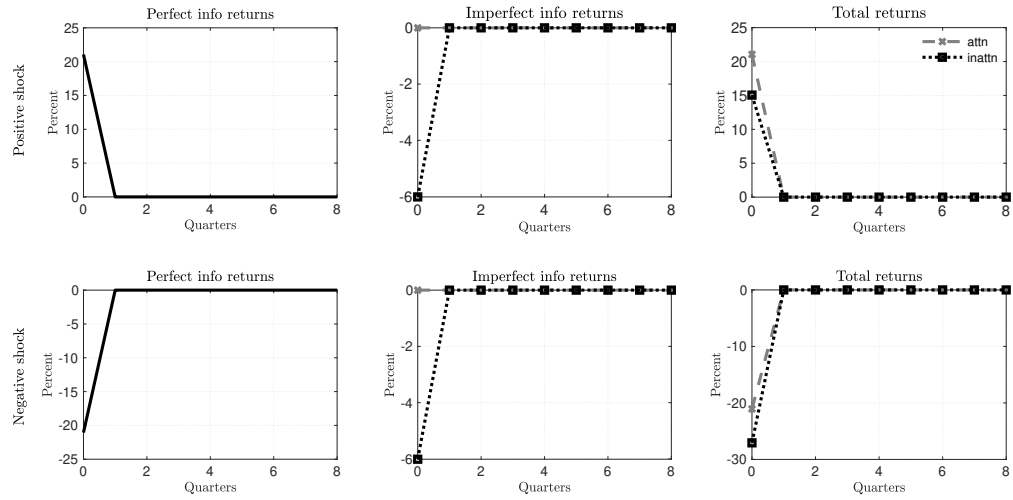 Perfect info returns
Imperfect info returns
Total returns
Positive shock
Percent
25
20
15
10
5
0
0 2 4 6 8
Quarters
Percent
0
-2
-4
-6
0 2 4 6 8
Quarters
Percent
25
20
15
10
5
0
attn
inattn
0 2 4 6 8
Quarters
Perfect info returns
Imperfect info returns
Total returns
Negative shock
Percent
0
-5
-10
-15
-20
-25
0 2 4 6 8
Quarters
Percent
0
-2
-4
-6
0 2 4 6 8
Quarters
Percent
0
-10
-20
-30
0 2 4 6 8
Quarters